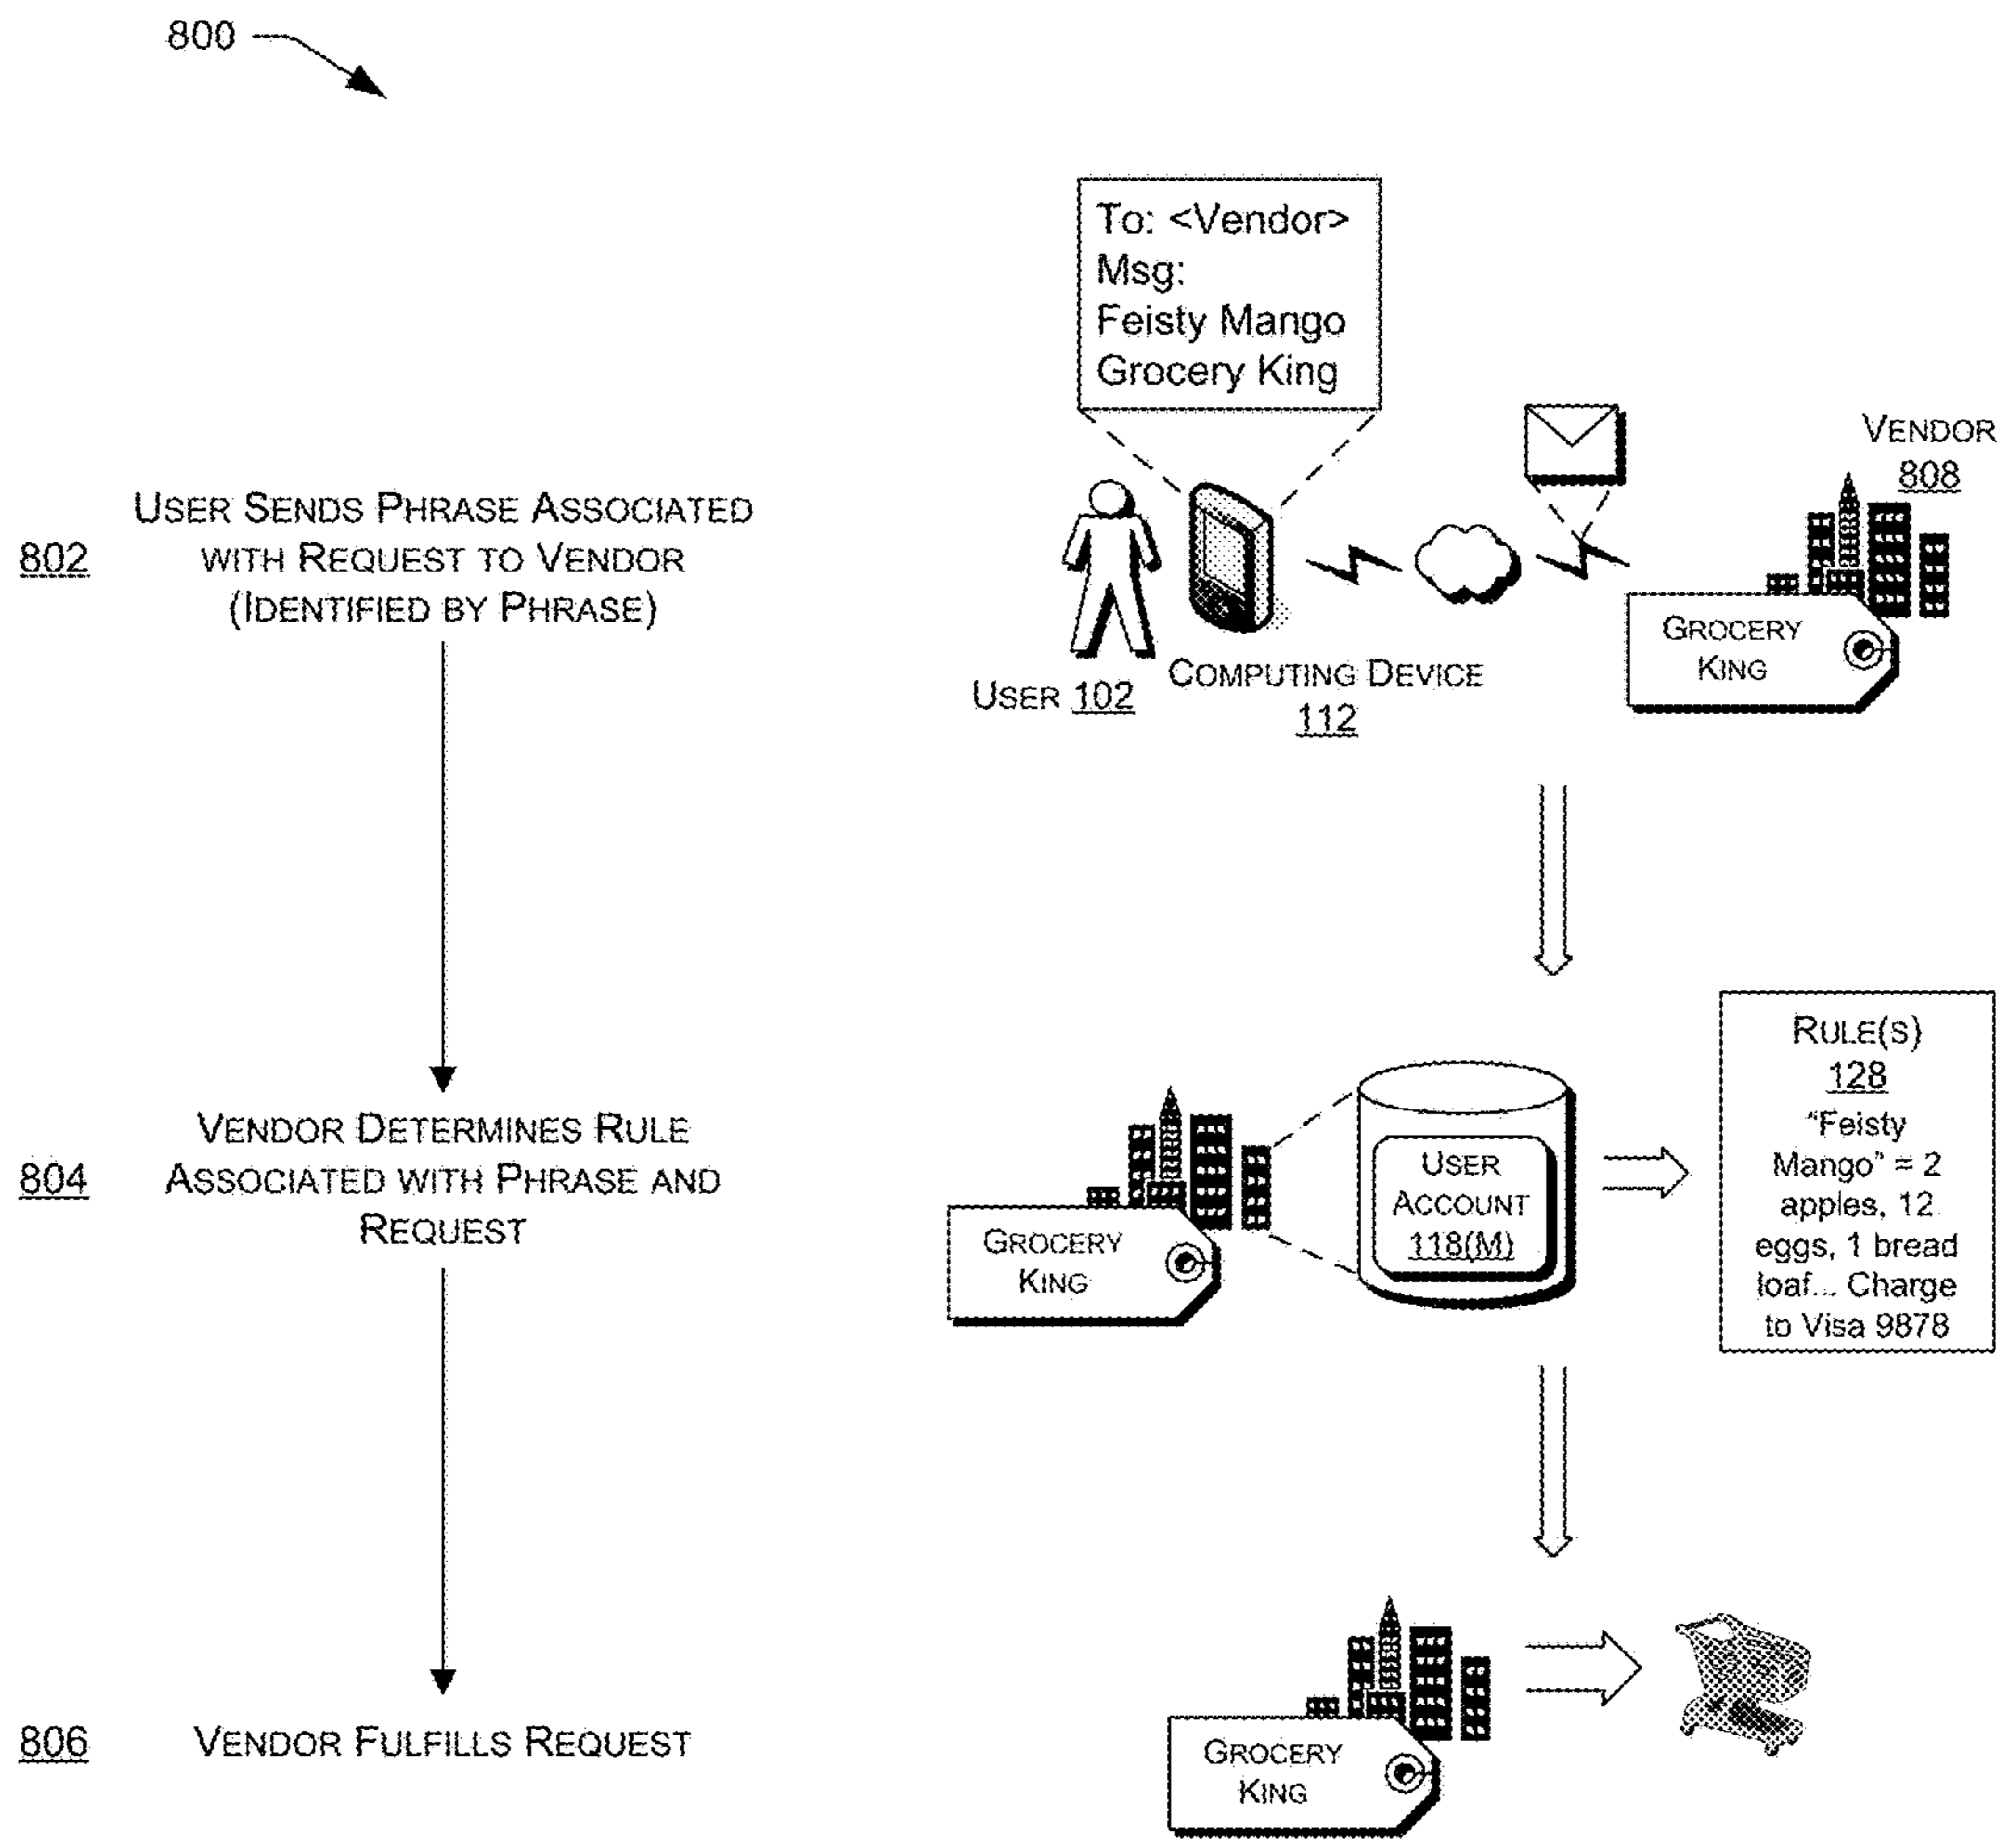 800
To: <Vendor>
Msg:
Feisty Mango
Grocery King
VENDOR
808
802
USER SENDS PHRASE ASSOCIATED
WITH REQUEST TO VENDOR
(IDENTIFIED BY PHRASE)
GROCERY
KING
USER 102
COMPUTING DEVICE
112
804
VENDOR DETERMINES RULE
ASSOCIATED WITH PHRASE AND
REQUEST
GROCERY
KING
USER
ACCOUNT
118(M)
RULE(S)
128
“Feisty
Mango” = 2
apples, 12
eggs, 1 bread
loaf... Charge
to Visa 9878
806
VENDOR FULFILLS REQUEST
GROCERY
KING